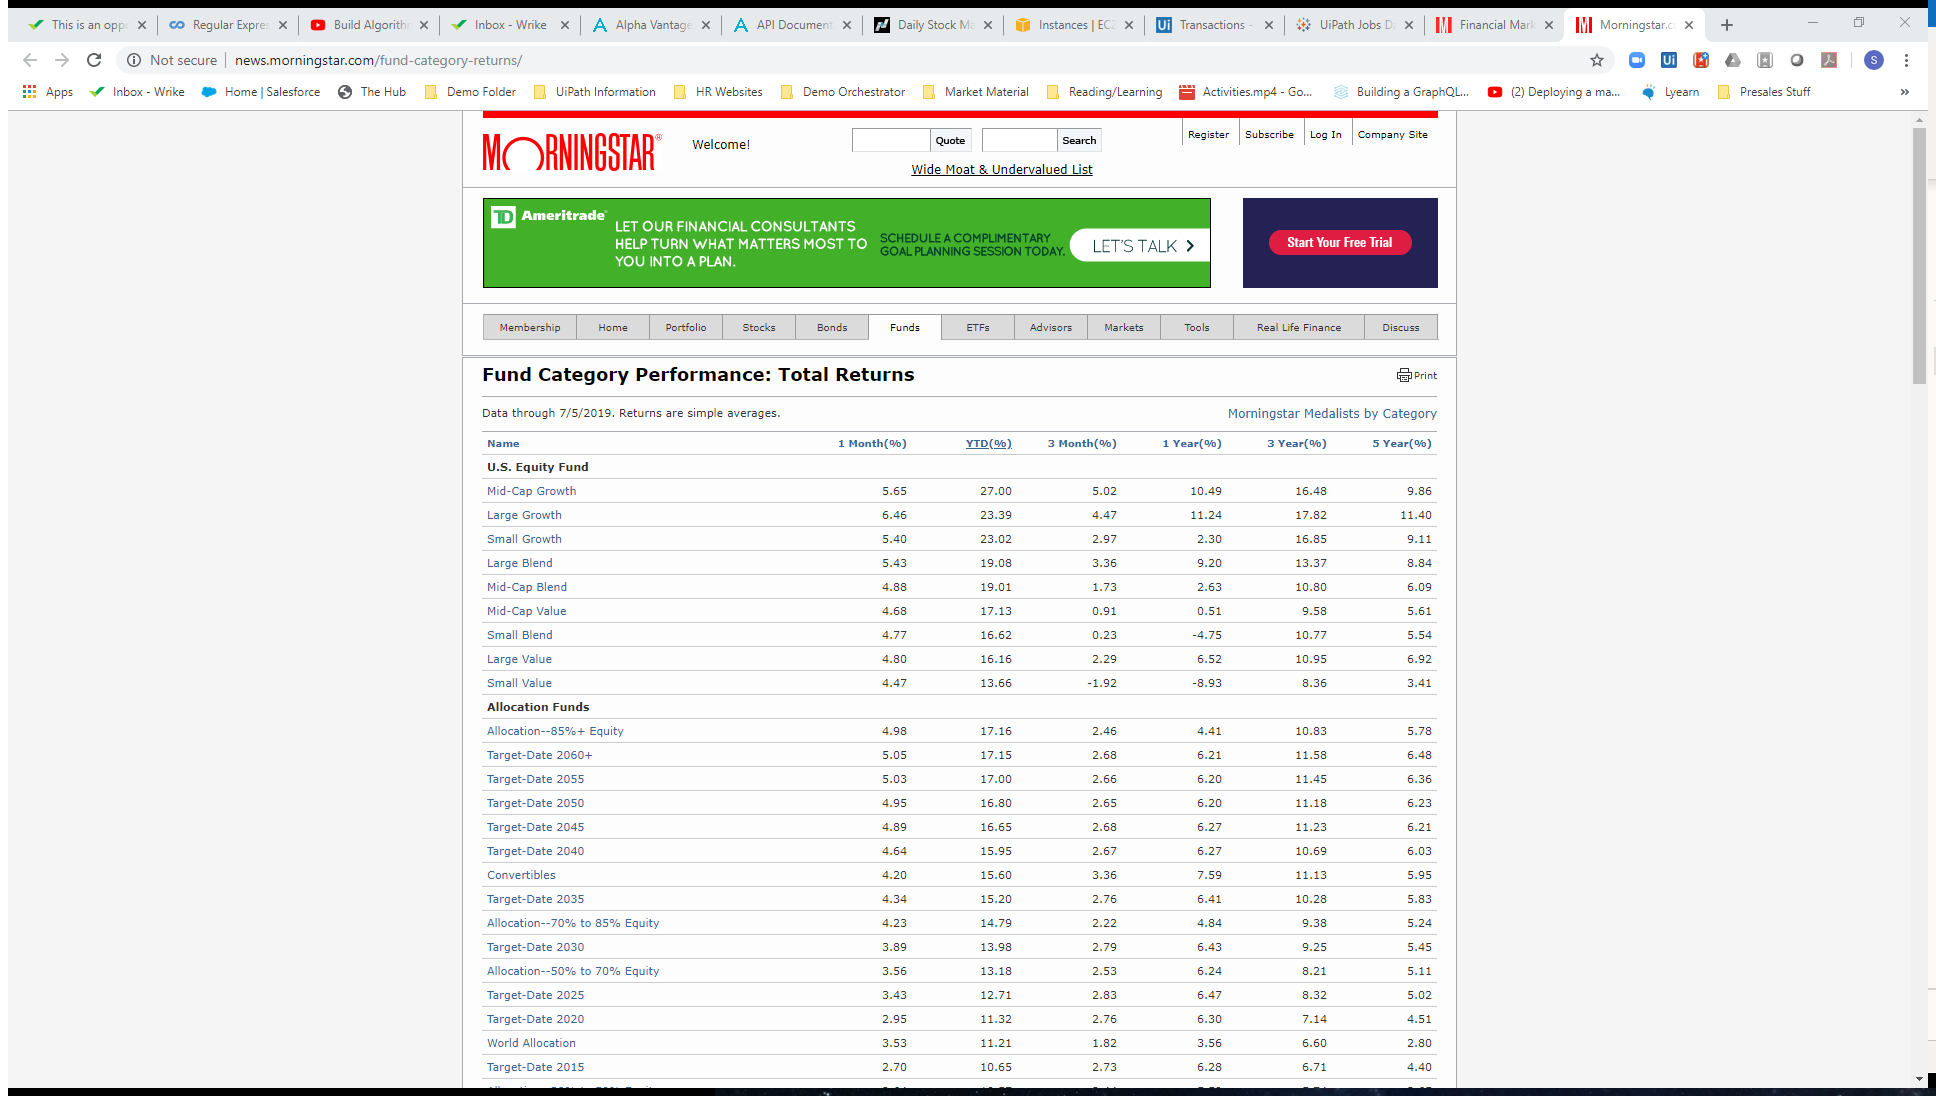 This is an opp
Regular Expre
Build Algorith
Inbox - Wrike
Alpha Vantage
API Document
Daily Stock Ma
Instances | EC2
Transactions -
UiPath Jobs D
Financial Mark
Morningstar.c
Not secure news.morningstar.com/fund-category-returns/
Apps Inbox - Wrike Home | Salesforce The Hub Demo Folder UiPath Information HR Websites Demo Orchestrator Market Material Reading/Learning Activities.mp4 - Go... Building a GraphQL... (2) Deploying a ma... Lyearn Presales Stuff »
MORNINGSTAR® Welcome! Quote Search Register Subscribe Log In Company Site
Wide Moat & Undervalued List
TD Ameritrade
LET OUR FINANCIAL CONSULTANTS
HELP TURN WHAT MATTERS MOST TO
YOU INTO A PLAN.
SCHEDULE A COMPLIMENTARY
GOAL PLANNING SESSION TODAY.
LET'S TALK
Start Your Free Trial
Membership Home Portfolio Stocks Bonds Funds ETFs Advisors Markets Tools Real Life Finance Discuss
Fund Category Performance: Total Returns Print
Data through 7/5/2019. Returns are simple averages. Morningstar Medalists by Category
Name 1 Month(%) YTD(%) 3 Month(%) 1 Year(%) 3 Year(%) 5 Year(%)
U.S. Equity Fund
Mid-Cap Growth 5.65 27.00 5.02 10.49 16.48 9.86
Large Growth 6.46 23.39 4.47 11.24 17.82 11.40
Small Growth 5.40 23.02 2.97 2.30 16.85 9.11
Large Blend 5.43 19.08 3.36 9.20 13.37 8.84
Mid-Cap Blend 4.88 19.01 1.73 2.63 10.80 6.09
Mid-Cap Value 4.68 17.13 0.91 0.51 9.58 5.61
Small Blend 4.77 16.62 0.23 -4.75 10.77 5.54
Large Value 4.80 16.16 2.29 6.52 10.95 6.92
Small Value 4.47 13.66 -1.92 -8.93 8.36 3.41
Allocation Funds
Allocation--85%+ Equity 4.98 17.16 2.46 4.41 10.83 5.78
Target-Date 2060+ 5.05 17.15 2.68 6.21 11.58 6.48
Target-Date 2055 5.03 17.00 2.66 6.20 11.45 6.36
Target-Date 2050 4.95 16.80 2.65 6.20 11.18 6.23
Target-Date 2045 4.89 16.65 2.68 6.27 11.23 6.21
Target-Date 2040 4.64 15.95 2.67 6.27 10.69 6.03
Convertibles 4.20 15.60 3.36 7.59 11.13 5.95
Target-Date 2035 4.34 15.20 2.76 6.41 10.28 5.83
Allocation--70% to 85% Equity 4.23 14.79 2.22 4.84 9.38 5.24
Target-Date 2030 3.89 13.98 2.79 6.43 9.25 5.45
Allocation--50% to 70% Equity 3.56 13.18 2.53 6.24 8.21 5.11
Target-Date 2025 3.43 12.71 2.83 6.47 8.32 5.02
Target-Date 2020 2.95 11.32 2.76 6.30 7.14 4.51
World Allocation 3.53 11.21 1.82 3.56 6.60 2.80
Target-Date 2015 2.70 10.65 2.73 6.28 6.71 4.40